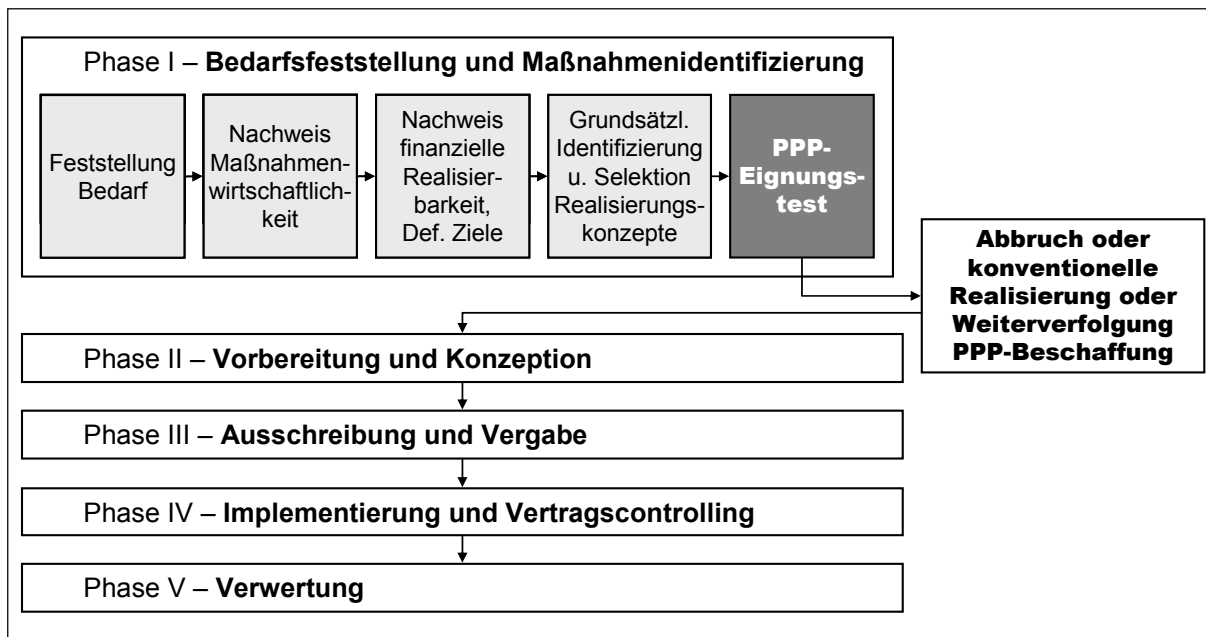 Phase I – Bedarfsfeststellung und Maßnahmenidentifizierung
Feststellung
Bedarf
Nachweis
Maßnahmen-
wirtschaftlich-
keit
Nachweis
finanzielle
Realisier-
barkeit,
Def. Ziele
Grundsätzl.
Identifizierung
u. Selektion
Realisierungs-
konzepte
PPP-
Eignungs-
test
Abbruch oder
konventionelle
Realisierung oder
Weiterverfolgung
PPP-Beschaffung
Phase II – Vorbereitung und Konzeption
Phase III – Ausschreibung und Vergabe
Phase IV – Implementierung und Vertragscontrolling
Phase V – Verwertung